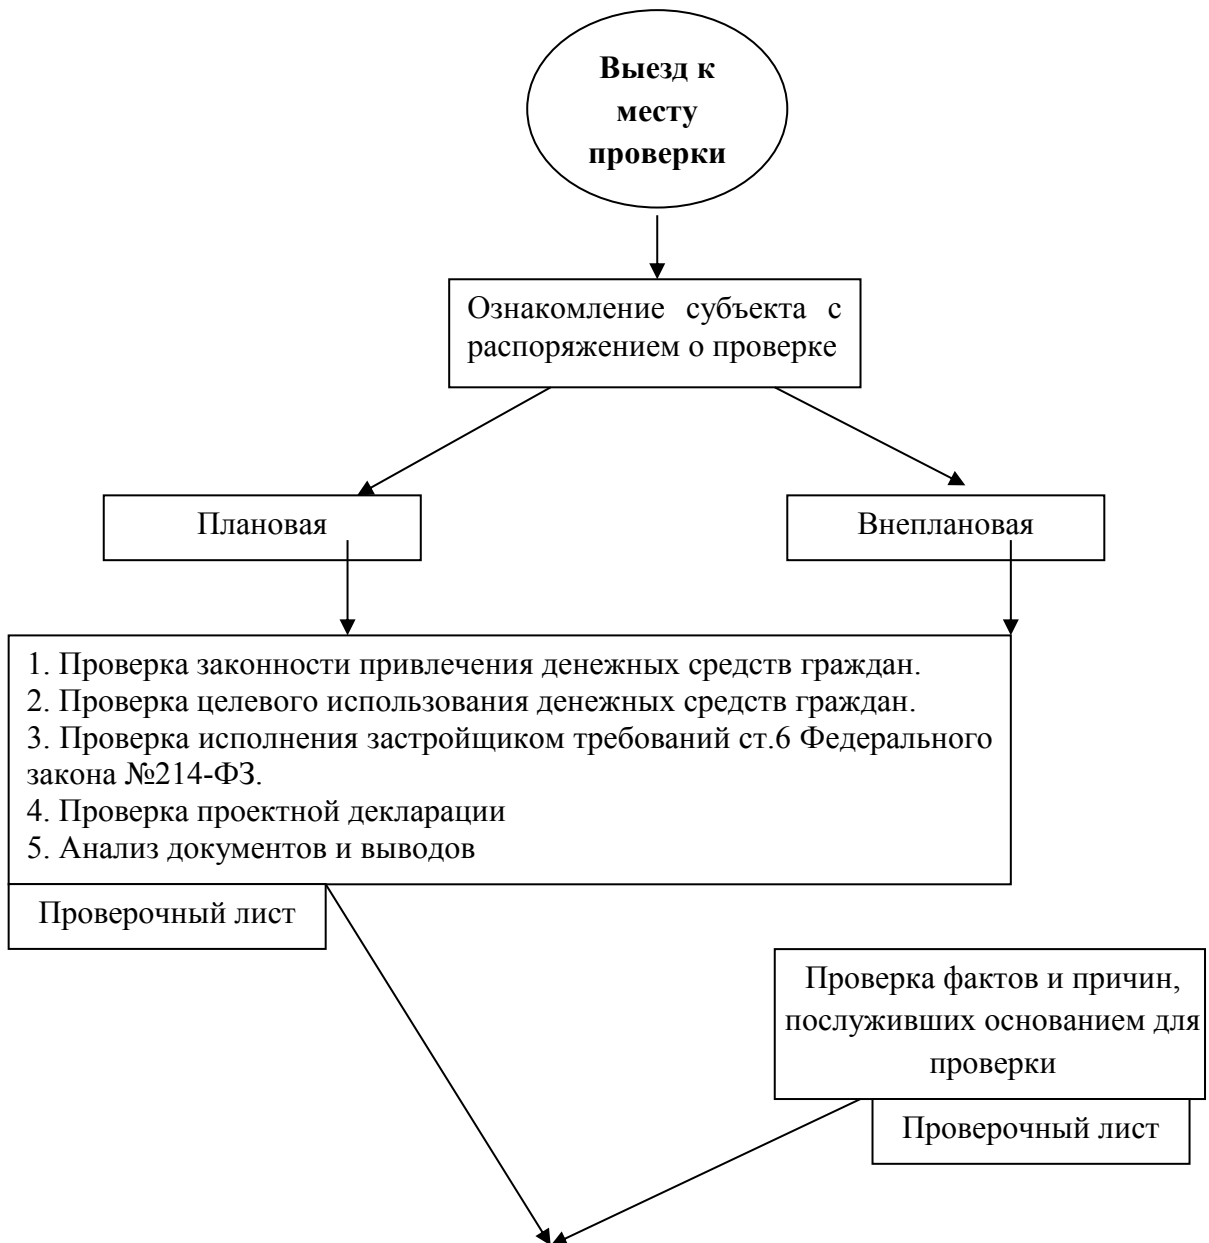 Выезд к
месту
проверки
Ознакомление субъекта с
распоряжением о проверке
Плановая
Внеплановая
1. Проверка законности привлечения денежных средств граждан.
2. Проверка целевого использования денежных средств граждан.
3. Проверка исполнения застройщиком требований ст.6 Федерального
закона №214-ФЗ.
4. Проверка проектной декларации
5. Анализ документов и выводов
Проверочный лист
Проверка фактов и причин,
послуживших основанием для
проверки
Проверочный лист